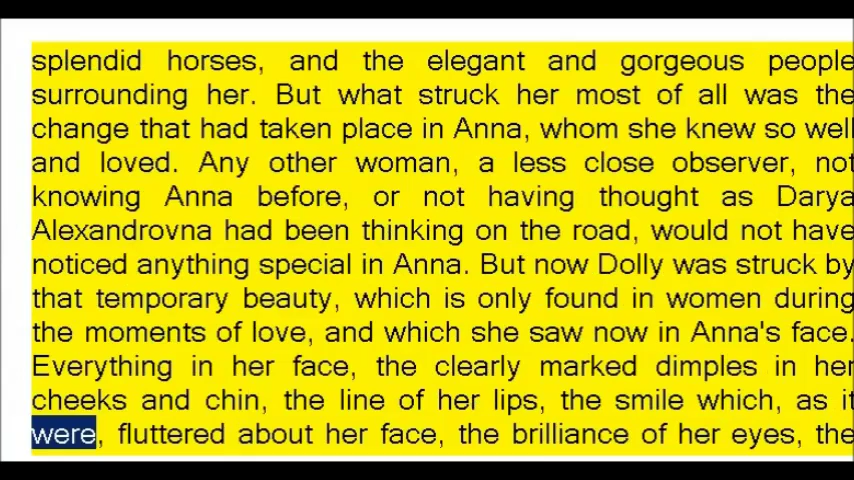 splendid horses, and the elegant and gorgeous people
surrounding her. But what struck her most of all was the
change that had taken place in Anna, whom she knew so well
and loved. Any other woman, a less close observer, not
knowing Anna before, or not having thought as Darya
Alexandrovna had been thinking on the road, would not have
noticed anything special in Anna. But now Dolly was struck by
that temporary beauty, which is only found in women during
the moments of love, and which she saw now in Anna's face.
Everything in her face, the clearly marked dimples in her
cheeks and chin, the line of her lips, the smile which, as it
were, fluttered about her face, the brilliance of her eyes, the